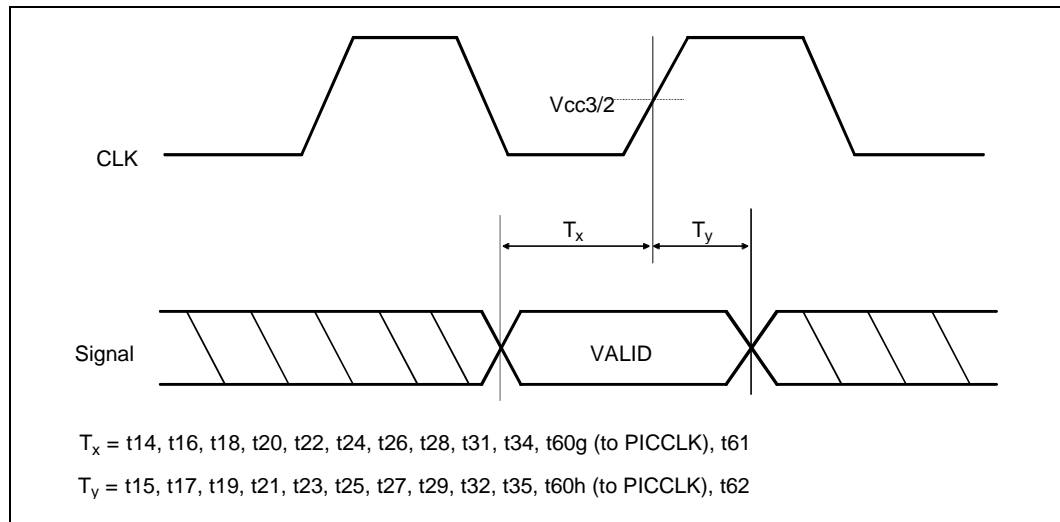 Vcc3/2
CLK
Tx
Ty
Signal
VALID
Tx = t14, t16, t18, t20, t22, t24, t26, t28, t31, t34, t60g (to PICCLK), t61
Ty = t15, t17, t19, t21, t23, t25, t27, t29, t32, t35, t60h (to PICCLK), t62